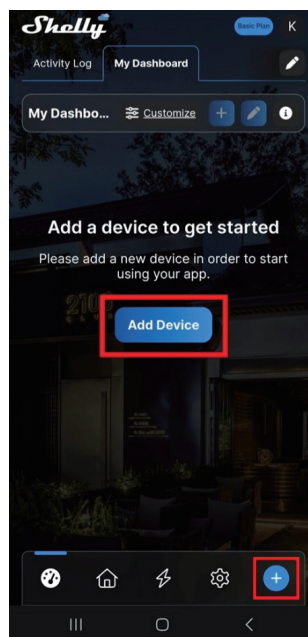 Shelly
Basic Plan
K
Activity Log
My Dashboard
My Dashbo...
Customize
Add a device to get started
Please add a new device in order to start
using your app.
2100
Add Device